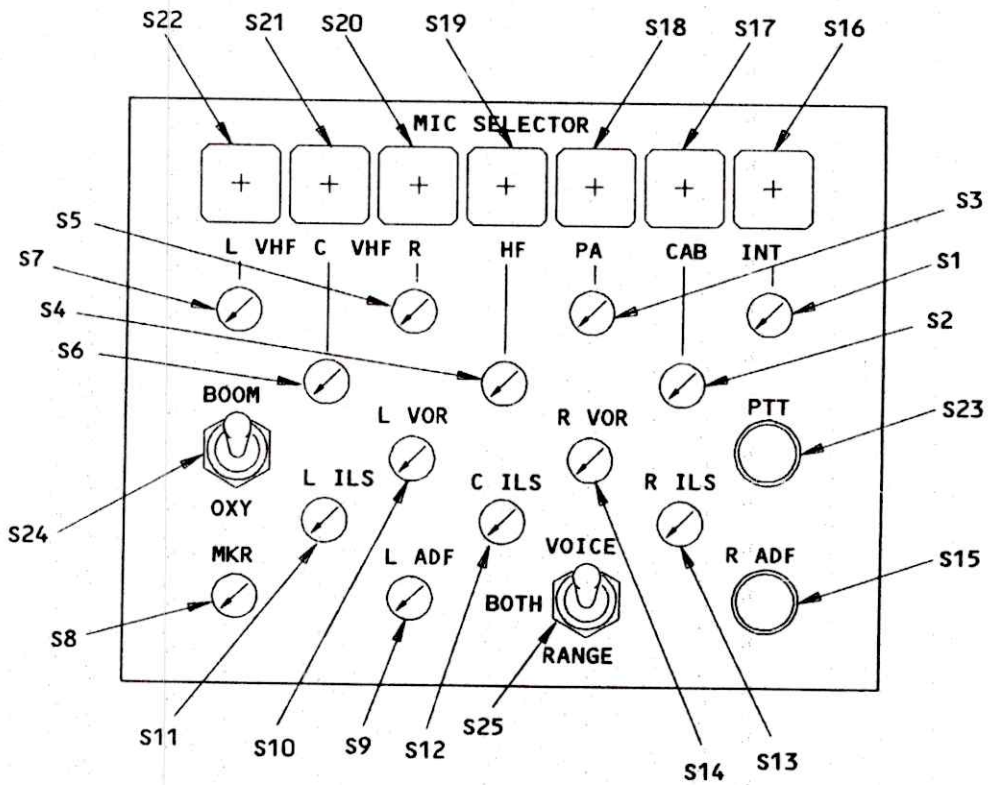 S22 S21 S20 S19 S18 S17 S16
MIC SELECTOR
S5 S3
L VHF C VHF R HF PA CAB INT
S7 S1
S4 S2
S6
BOOM L VOR R VOR PTT S23
L ILS C ILS R ILS
S24 OXY
MKR L ADF VOICE R ADF S15
BOTH
S8
RANGE
S11 S10 S9 S12 S25 S14 S13